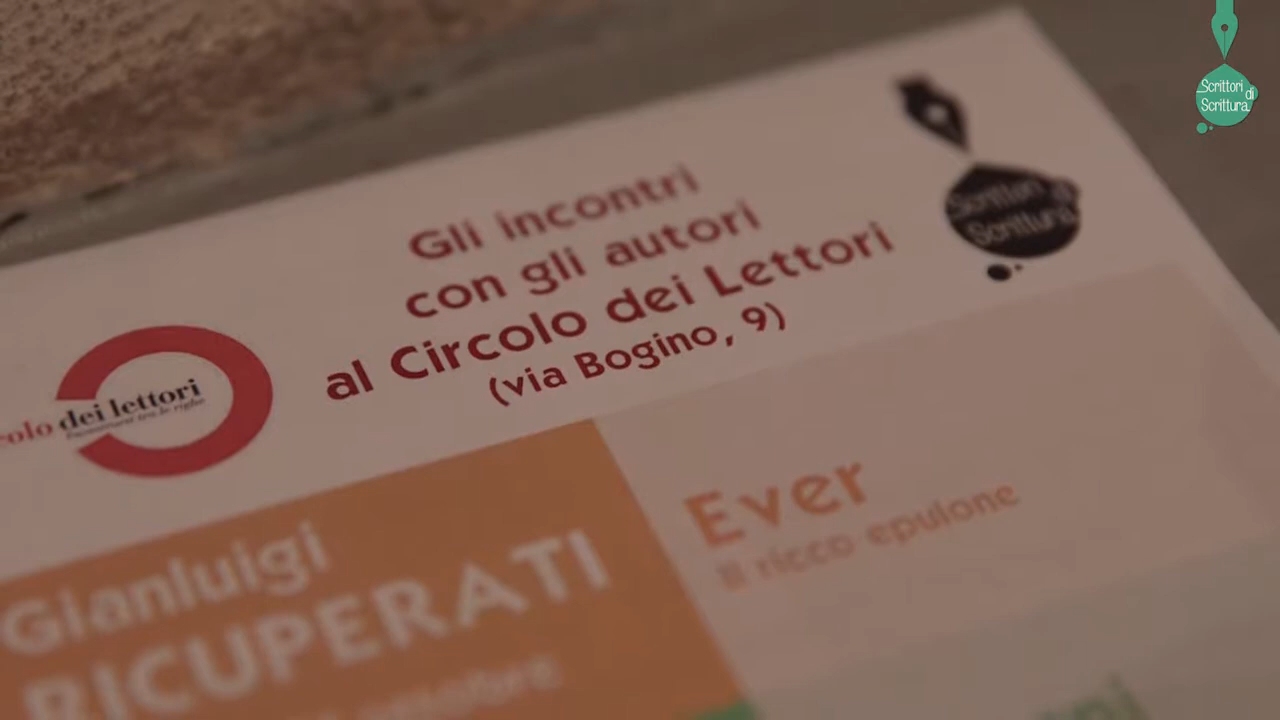 Scrittori di
Scrittura
Gli incontri
con gli autori
al Circolo dei Lettori
(via Bogino, 9)
Scrittori di
Scrittura
colo dei lettori
Gianluigi
RICUPERATI
Ever
Il ricco epulone